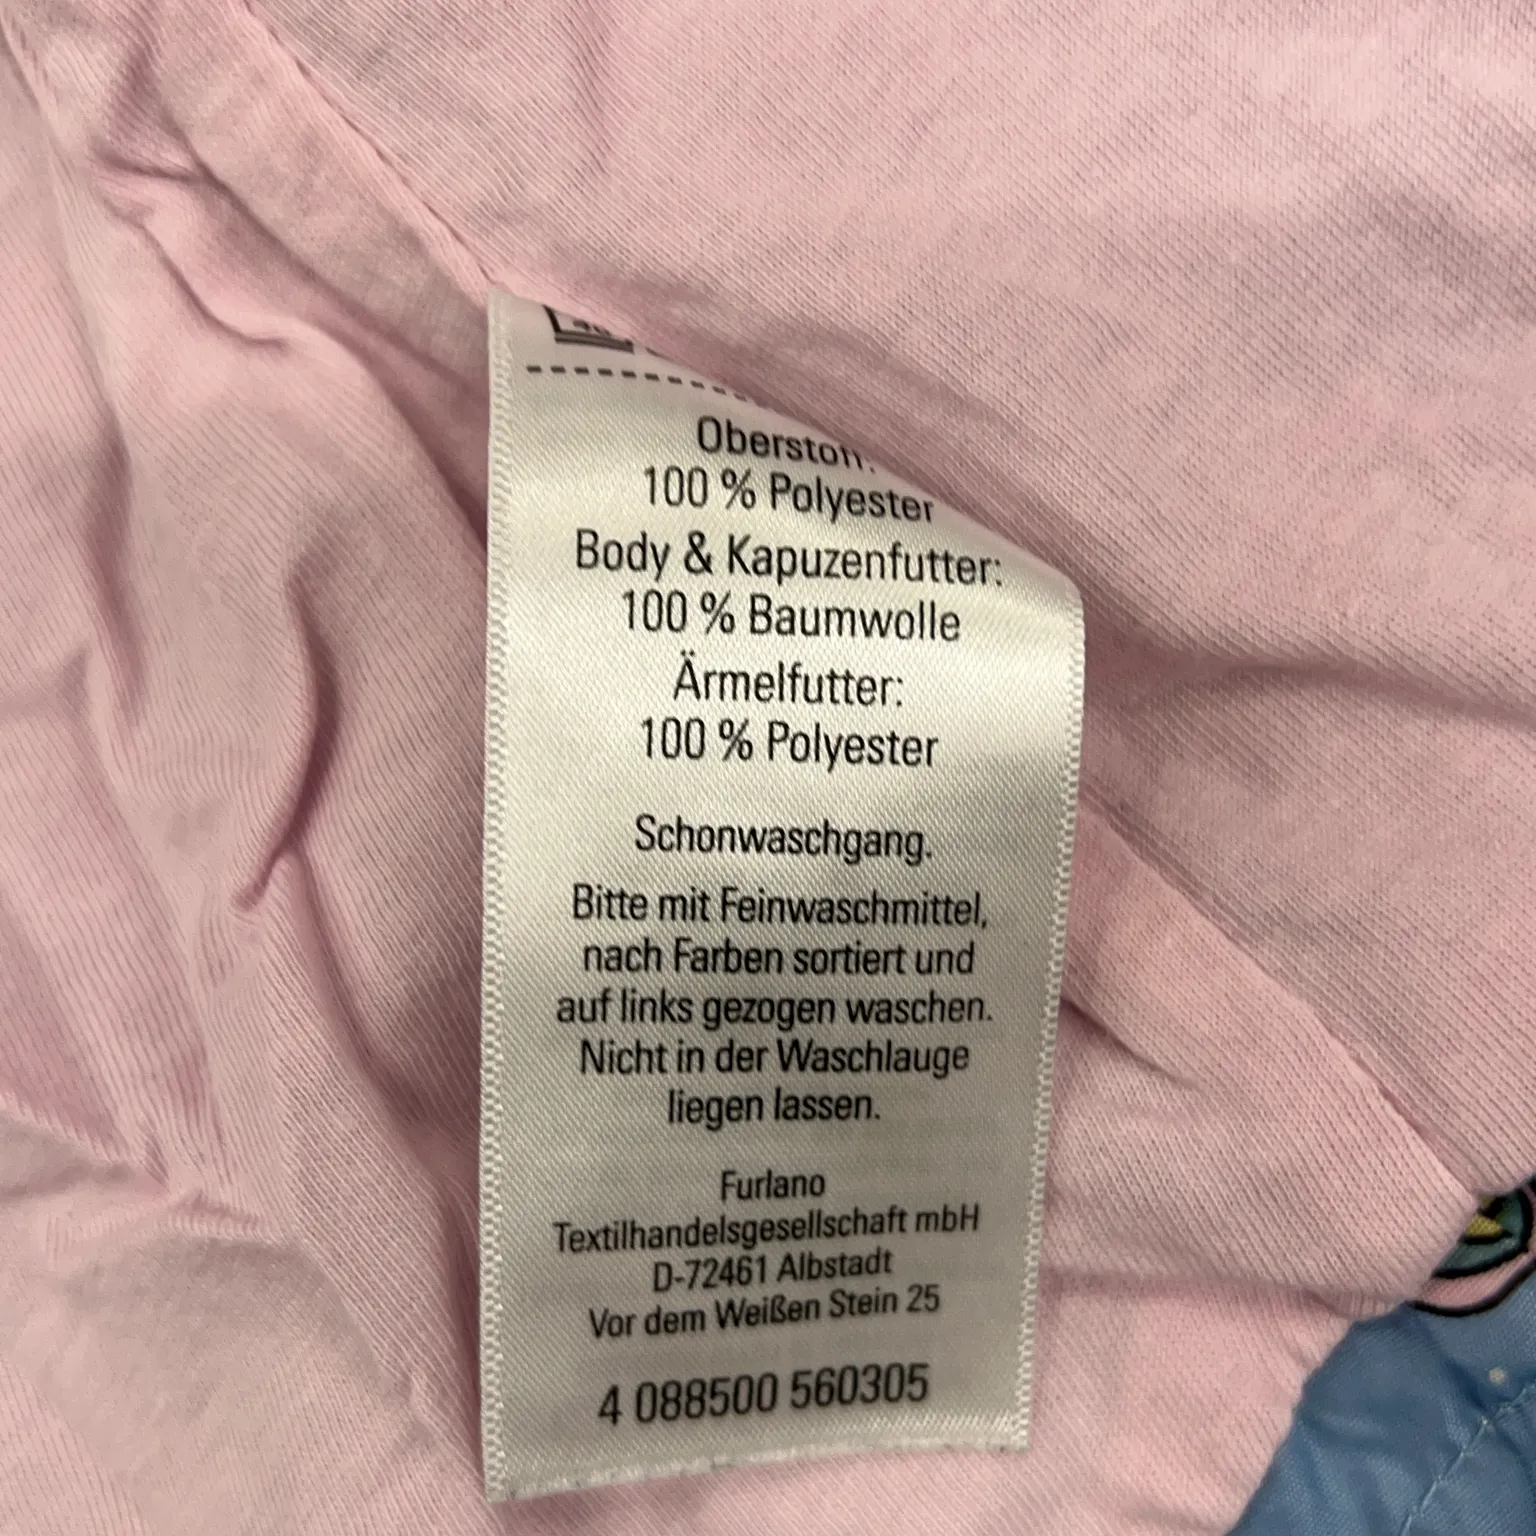 Oberstoff:
100 % Polyester
Body & Kapuzenfutter:
100 % Baumwolle
Ärmelfutter:
100 % Polyester
Schonwaschgang.
Bitte mit Feinwaschmittel,
nach Farben sortiert und
auf links gezogen waschen.
Nicht in der Waschlauge
liegen lassen.
Furlano
Textilhandelsgesellschaft mbH
D-72461 Albstadt
Vor dem Weißen Stein 25
4 088500 560305